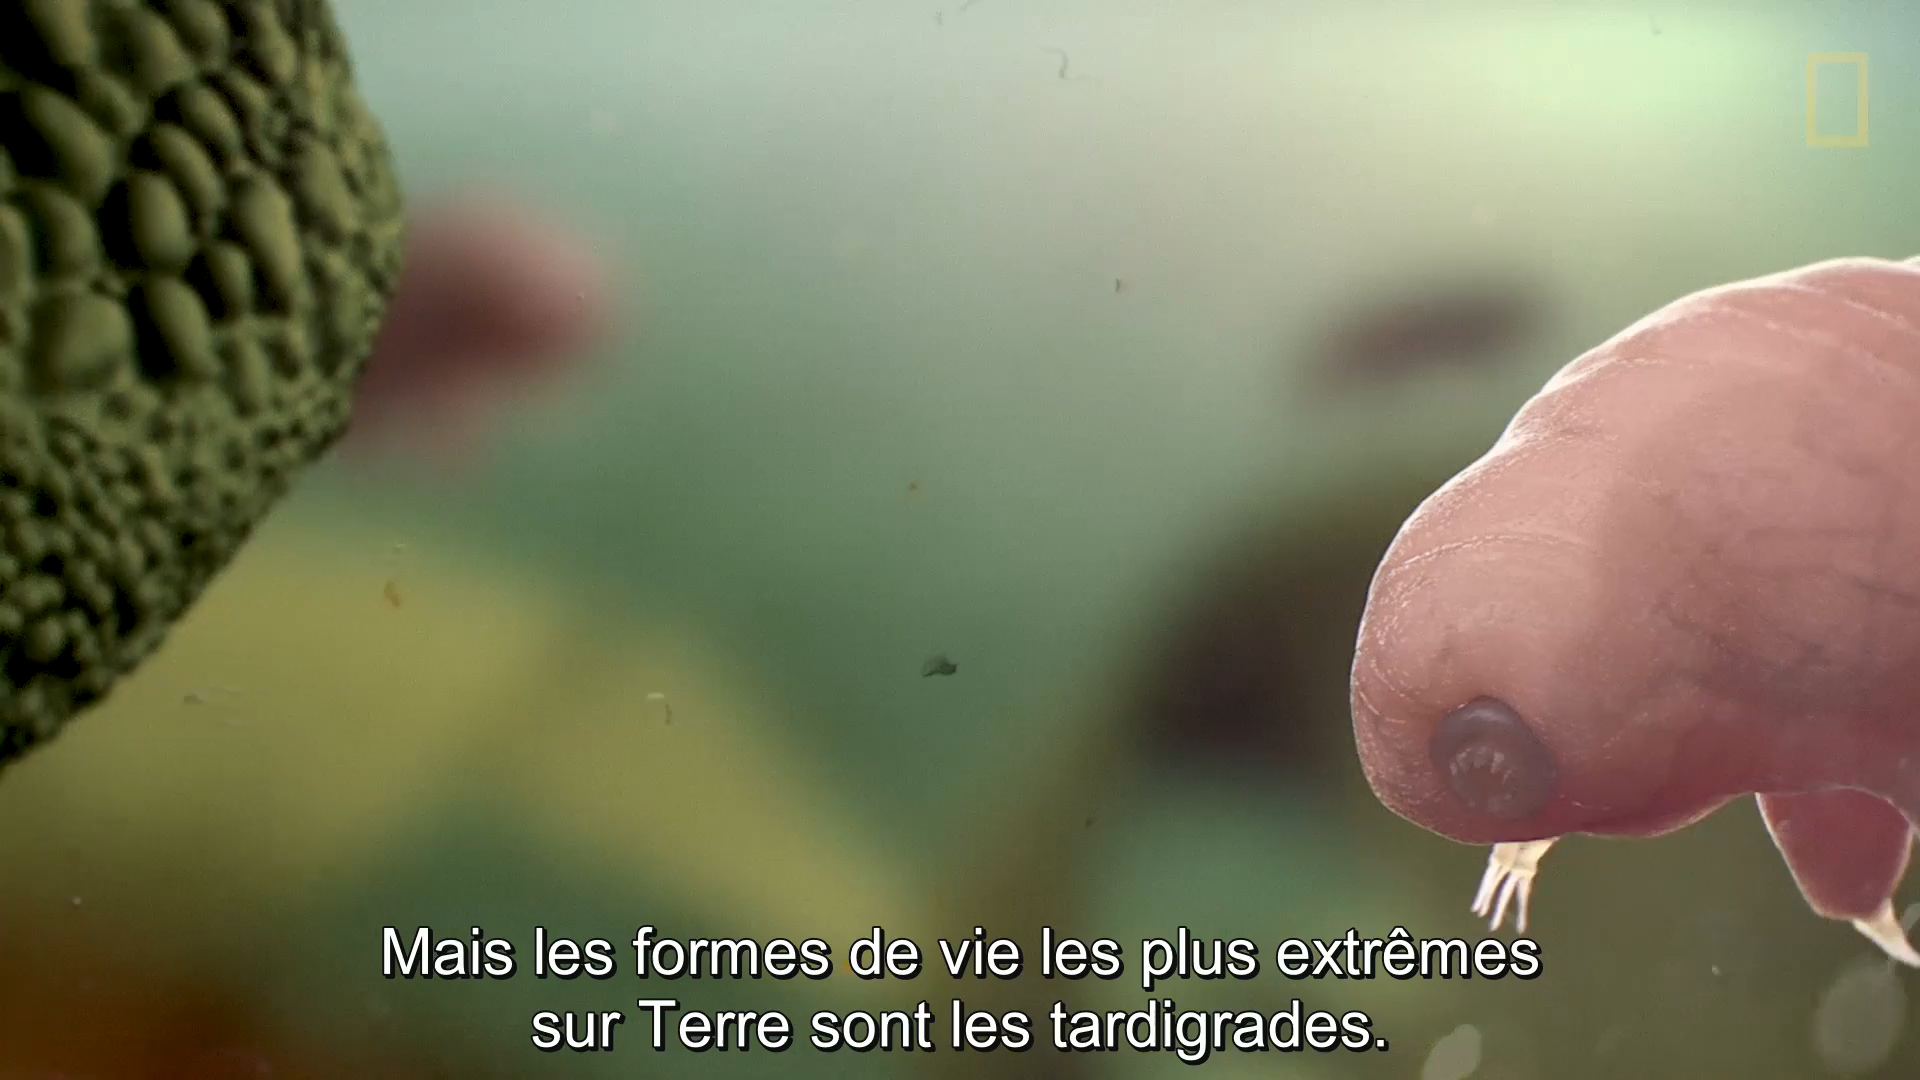 Mais les formes de vie les plus extrêmes
sur Terre sont les tardigrades.